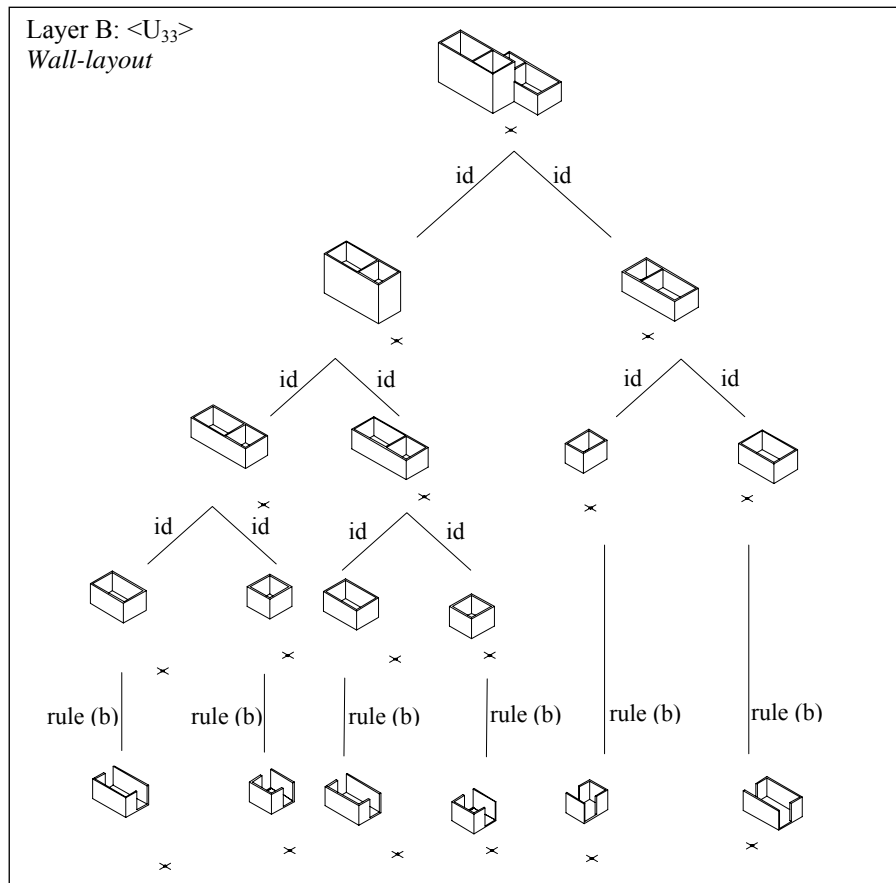 Layer B: <U₃₃>
Wall-layout
id id
id id id id
id id id id
rule (b) rule (b) rule (b) rule (b) rule (b) rule (b)